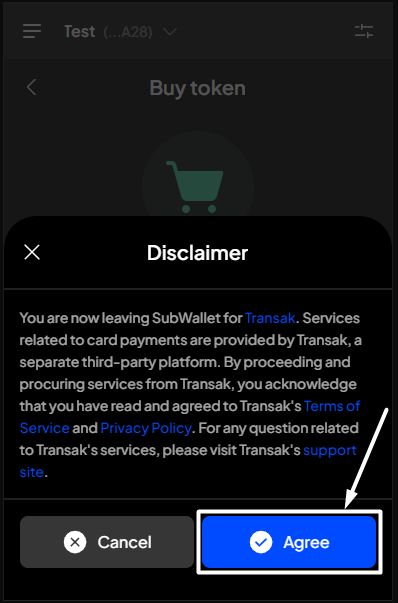 Test (...A28)
Buy token
Disclaimer
You are now leaving SubWallet for Transak. Services
related to card payments are provided by Transak, a
separate third-party platform. By proceeding and
procuring services from Transak, you acknowledge
that you have read and agreed to Transak's Terms of
Service and Privacy Policy. For any question related
to Transak's services, please visit Transak's support
site.
Cancel
Agree